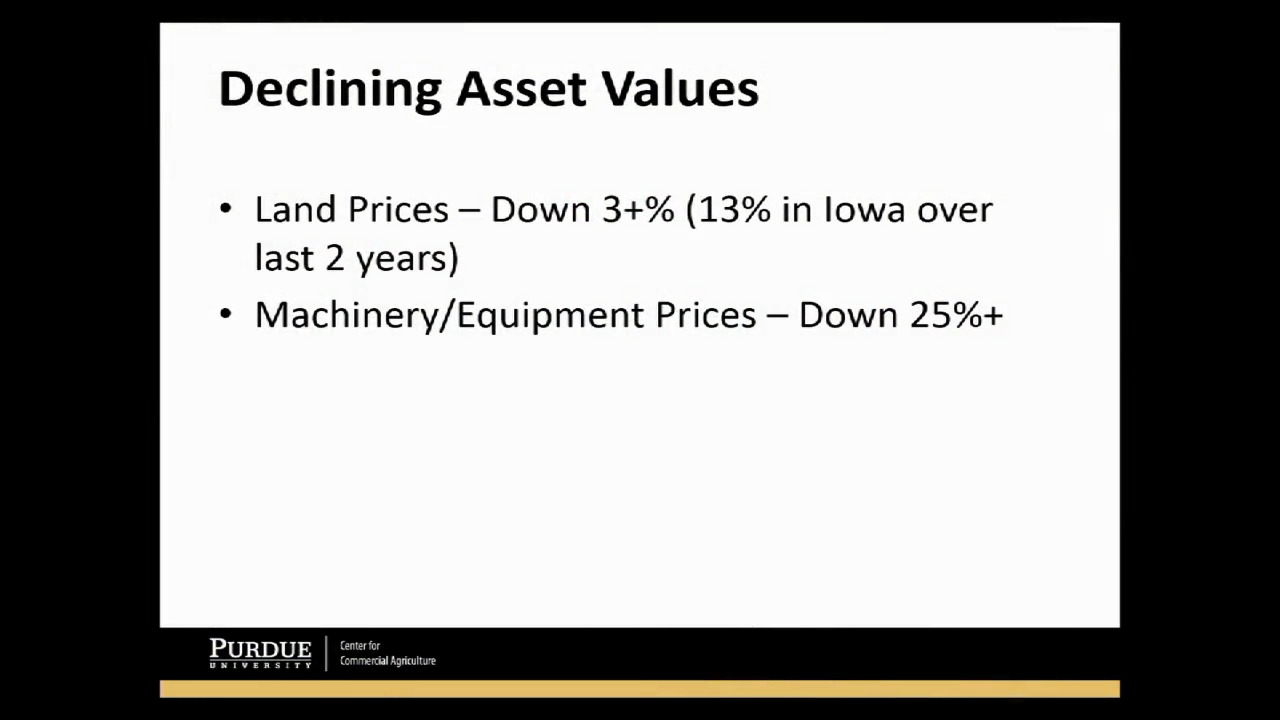 Declining Asset Values
• Land Prices – Down 3+% (13% in Iowa over
last 2 years)
• Machinery/Equipment Prices – Down 25%+
PURDUE
UNIVERSITY
Center for
Commercial Agriculture